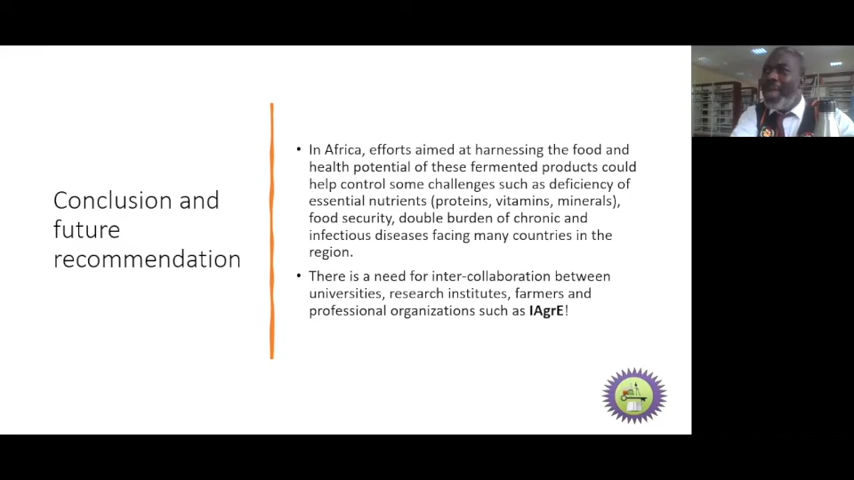 Conclusion and
future
recommendation
• In Africa, efforts aimed at harnessing the food and
health potential of these fermented products could
help control some challenges such as deficiency of
essential nutrients (proteins, vitamins, minerals),
food security, double burden of chronic and
infectious diseases facing many countries in the
region.
• There is a need for inter-collaboration between
universities, research institutes, farmers and
professional organizations such as IAgrE!